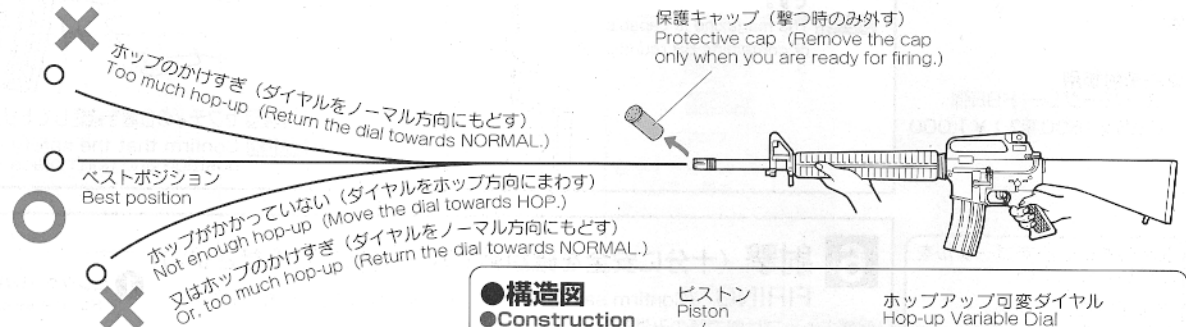 保護キャップ（撃つ時のみ外す）
Protective cap (Remove the cap
only when you are ready for firing.)
ホップのかけすぎ（ダイヤルをノーマル方向にもどす）
Too much hop-up (Return the dial towards NORMAL.)
ベストポジション
Best position
ホップがかかっていない（ダイヤルをホップ方向にまわす）
Not enough hop-up (Move the dial towards HOP.)
又はホップのかけすぎ（ダイヤルをノーマル方向にもどす）
Or, too much hop-up (Return the dial towards NORMAL.)
●構造図
●Construction
ピストン
Piston
ホップアップ可変ダイヤル
Hop-up Variable Dial